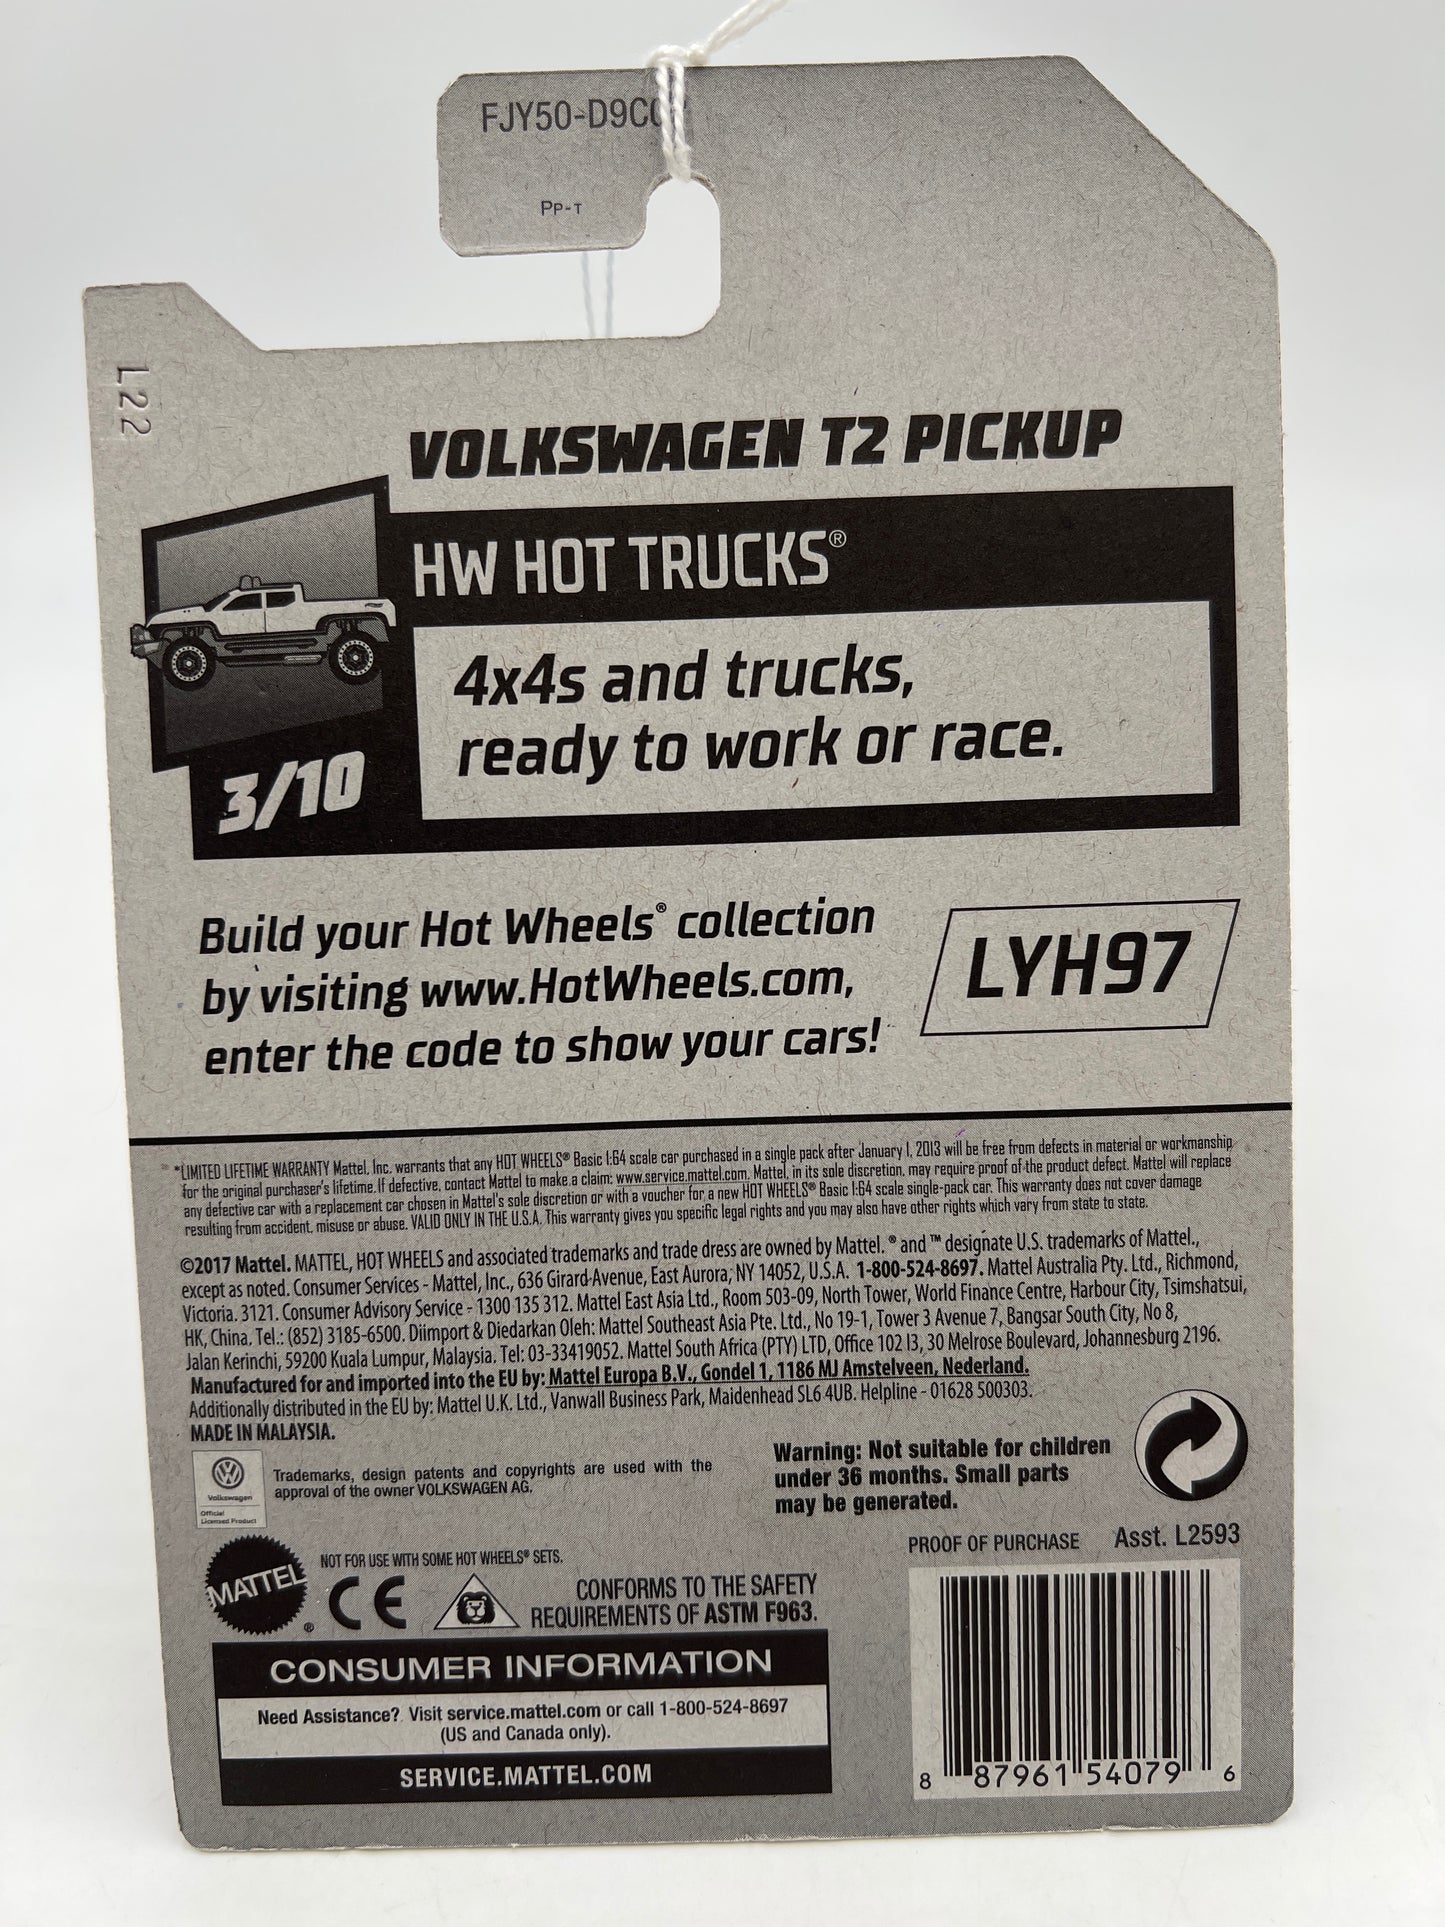 FJY50-D9C0
PP-T
L22
VOLKSWAGEN T2 PICKUP
HW HOT TRUCKS®
4x4s and trucks,
ready to work or race.
3/10
Build your Hot Wheels® collection
by visiting www.HotWheels.com,
enter the code to show your cars!
LYH97
*LIMITED LIFETIME WARRANTY Mattel, Inc. warrants that any HOT WHEELS® Basic 1:64 scale car purchased in a single pack after January 1, 2013 will be free from defects in material or workmanship
for the original purchaser's lifetime. If defective, contact Mattel to make a claim: www.service.mattel.com. Mattel, in its sole discretion, may require proof of the product defect. Mattel will replace
any defective car with a replacement car chosen in Mattel's sole discretion or with a voucher for a new HOT WHEELS® Basic 1:64 scale single-pack car. This warranty does not cover damage
resulting from accident, misuse or abuse. VALID ONLY IN THE U.S.A. This warranty gives you specific legal rights and you may also have other rights which vary from state to state.
©2017 Mattel. MATTEL, HOT WHEELS and associated trademarks and trade dress are owned by Mattel. ® and ™ designate U.S. trademarks of Mattel.,
except as noted. Consumer Services - Mattel, Inc., 636 Girard Avenue, East Aurora, NY 14052, U.S.A. 1-800-524-8697. Mattel Australia Pty. Ltd., Richmond,
Victoria. 3121. Consumer Advisory Service - 1300 135 312. Mattel East Asia Ltd., Room 503-09, North Tower, World Finance Centre, Harbour City, Tsimshatsui,
HK, China. Tel.: (852) 3185-6500. Diimport & Diedarkan Oleh: Mattel Southeast Asia Pte. Ltd., No 19-1, Tower 3 Avenue 7, Bangsar South City, No 8,
Jalan Kerinchi, 59200 Kuala Lumpur, Malaysia. Tel: 03-33419052. Mattel South Africa (PTY) LTD, Office 102 I3, 30 Melrose Boulevard, Johannesburg 2196.
Manufactured for and imported into the EU by: Mattel Europa B.V., Gondel 1, 1186 MJ Amstelveen, Nederland.
Additionally distributed in the EU by: Mattel U.K. Ltd., Vanwall Business Park, Maidenhead SL6 4UB. Helpline - 01628 500303.
MADE IN MALAYSIA.
Volkswagen
Official
Licensed Product
Trademarks, design patents and copyrights are used with the
approval of the owner VOLKSWAGEN AG.
Warning: Not suitable for children
under 36 months. Small parts
may be generated.
PROOF OF PURCHASE Asst. L2593
NOT FOR USE WITH SOME HOT WHEELS® SETS.
MATTEL®
CE
CONFORMS TO THE SAFETY
REQUIREMENTS OF ASTM F963.
CONSUMER INFORMATION
Need Assistance? Visit service.mattel.com or call 1-800-524-8697
(US and Canada only).
SERVICE.MATTEL.COM
8 87961 54079 6